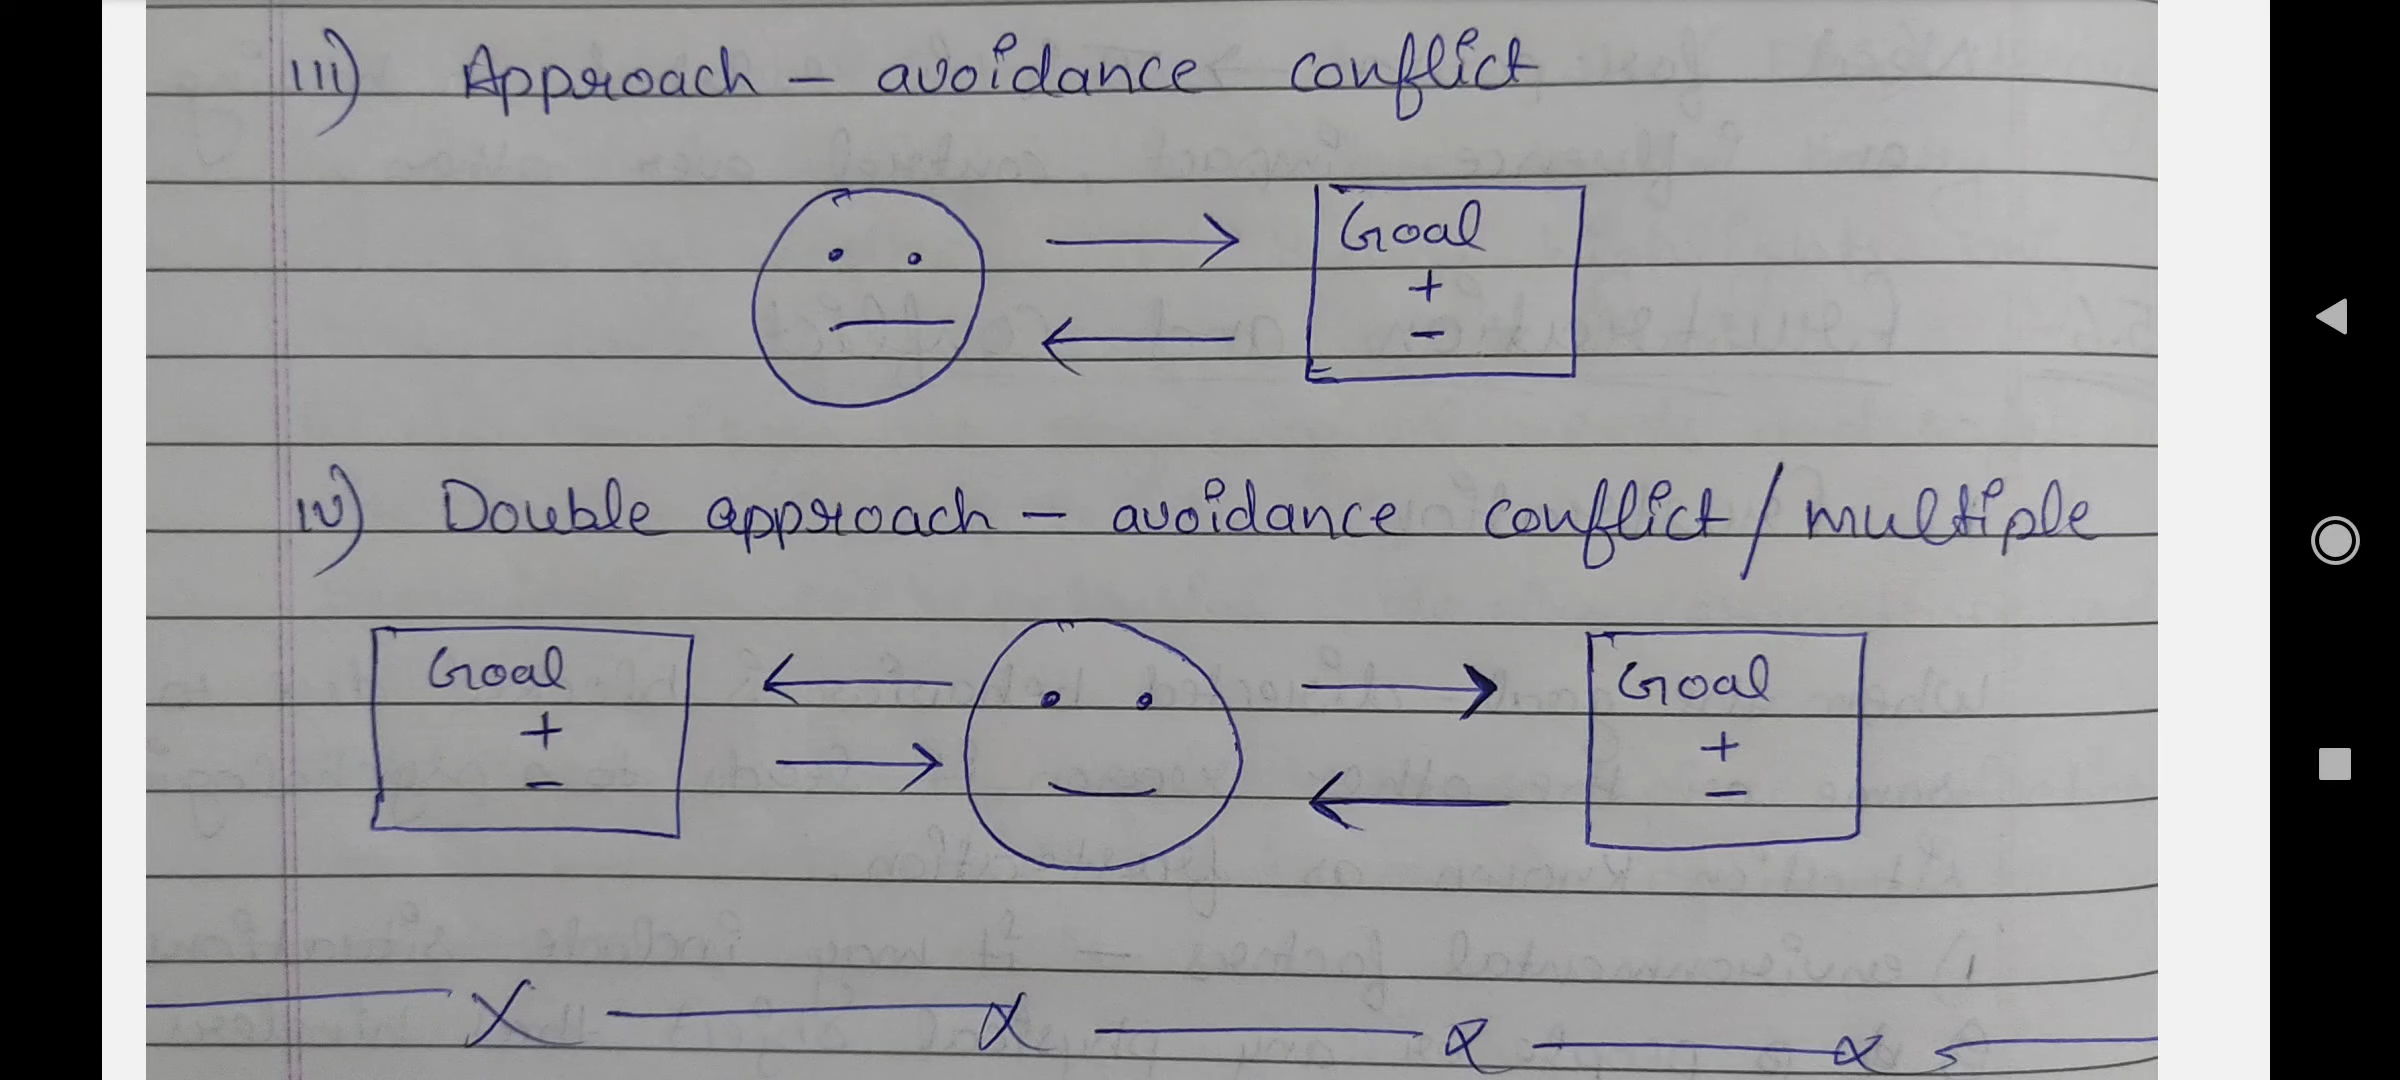 iii) Approach - avoidance conflict
Goal
+
-
iv) Double approach - avoidance conflict / multiple
Goal
+
-
Goal
+
-
x x x x